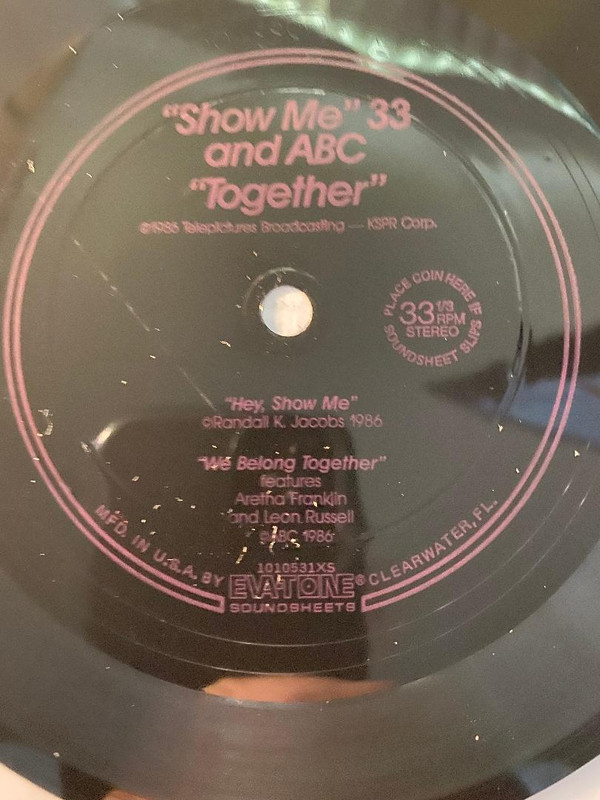 "Show Me" 33
and ABC
"Together"
©1986 Telepictures Broadcasting — KSPR Corp.
PLACE COIN HERE IF
33 1/3
RPM
STEREO
SOUNDSHEET SLIPS
"Hey, Show Me"
©Randall K. Jacobs 1986
"We Belong Together"
features
Aretha Franklin
and Leon Russell
©ABC 1986
1010531XS
MFD. IN U.S.A. BY EVA-TONE® CLEARWATER, FL.
SOUNDSHEETS